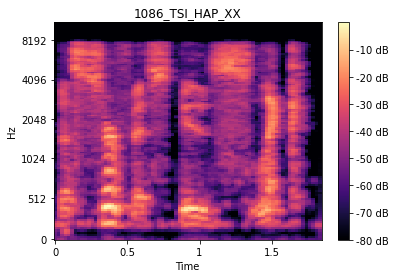 1086_TSI_HAP_XX
8192
4096
2048
1024
512
0
Hz
0
0.5
1
1.5
Time
-10 dB
-20 dB
-30 dB
-40 dB
-50 dB
-60 dB
-70 dB
-80 dB